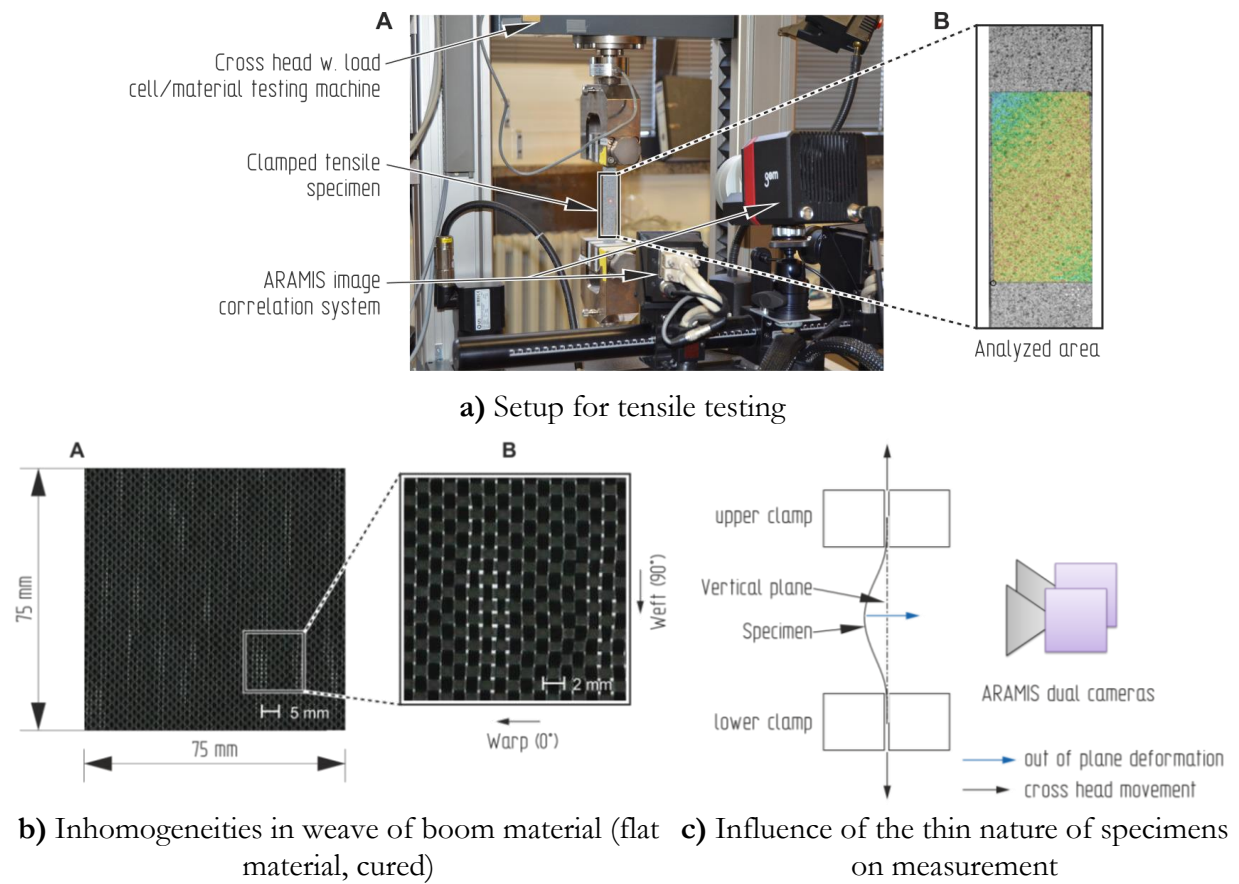 A
B
Cross head w. load
cell/material testing machine
Clamped tensile
specimen
gom
ARAMIS image
correlation system
Analyzed area
a) Setup for tensile testing
A
B
75 mm
5 mm
75 mm
2 mm
Weft (90°)
Warp (0°)
upper clamp
Vertical plane
Specimen
lower clamp
ARAMIS dual cameras
out of plane deformation
cross head movement
b) Inhomogeneities in weave of boom material (flat
material, cured)
c) Influence of the thin nature of specimens
on measurement